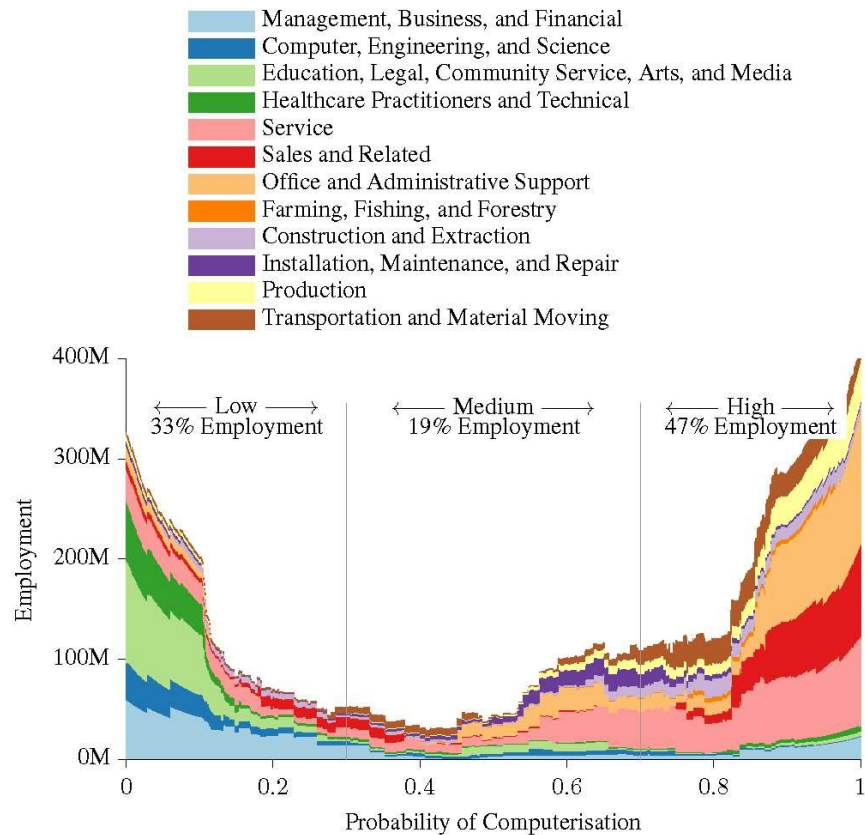 Management, Business, and Financial
Computer, Engineering, and Science
Education, Legal, Community Service, Arts, and Media
Healthcare Practitioners and Technical
Service
Sales and Related
Office and Administrative Support
Farming, Fishing, and Forestry
Construction and Extraction
Installation, Maintenance, and Repair
Production
Transportation and Material Moving
400M
← Low →
33% Employment
← Medium →
19% Employment
← High →
47% Employment
300M
200M
100M
0M
Employment
0 0.2 0.4 0.6 0.8 1
Probability of Computerisation